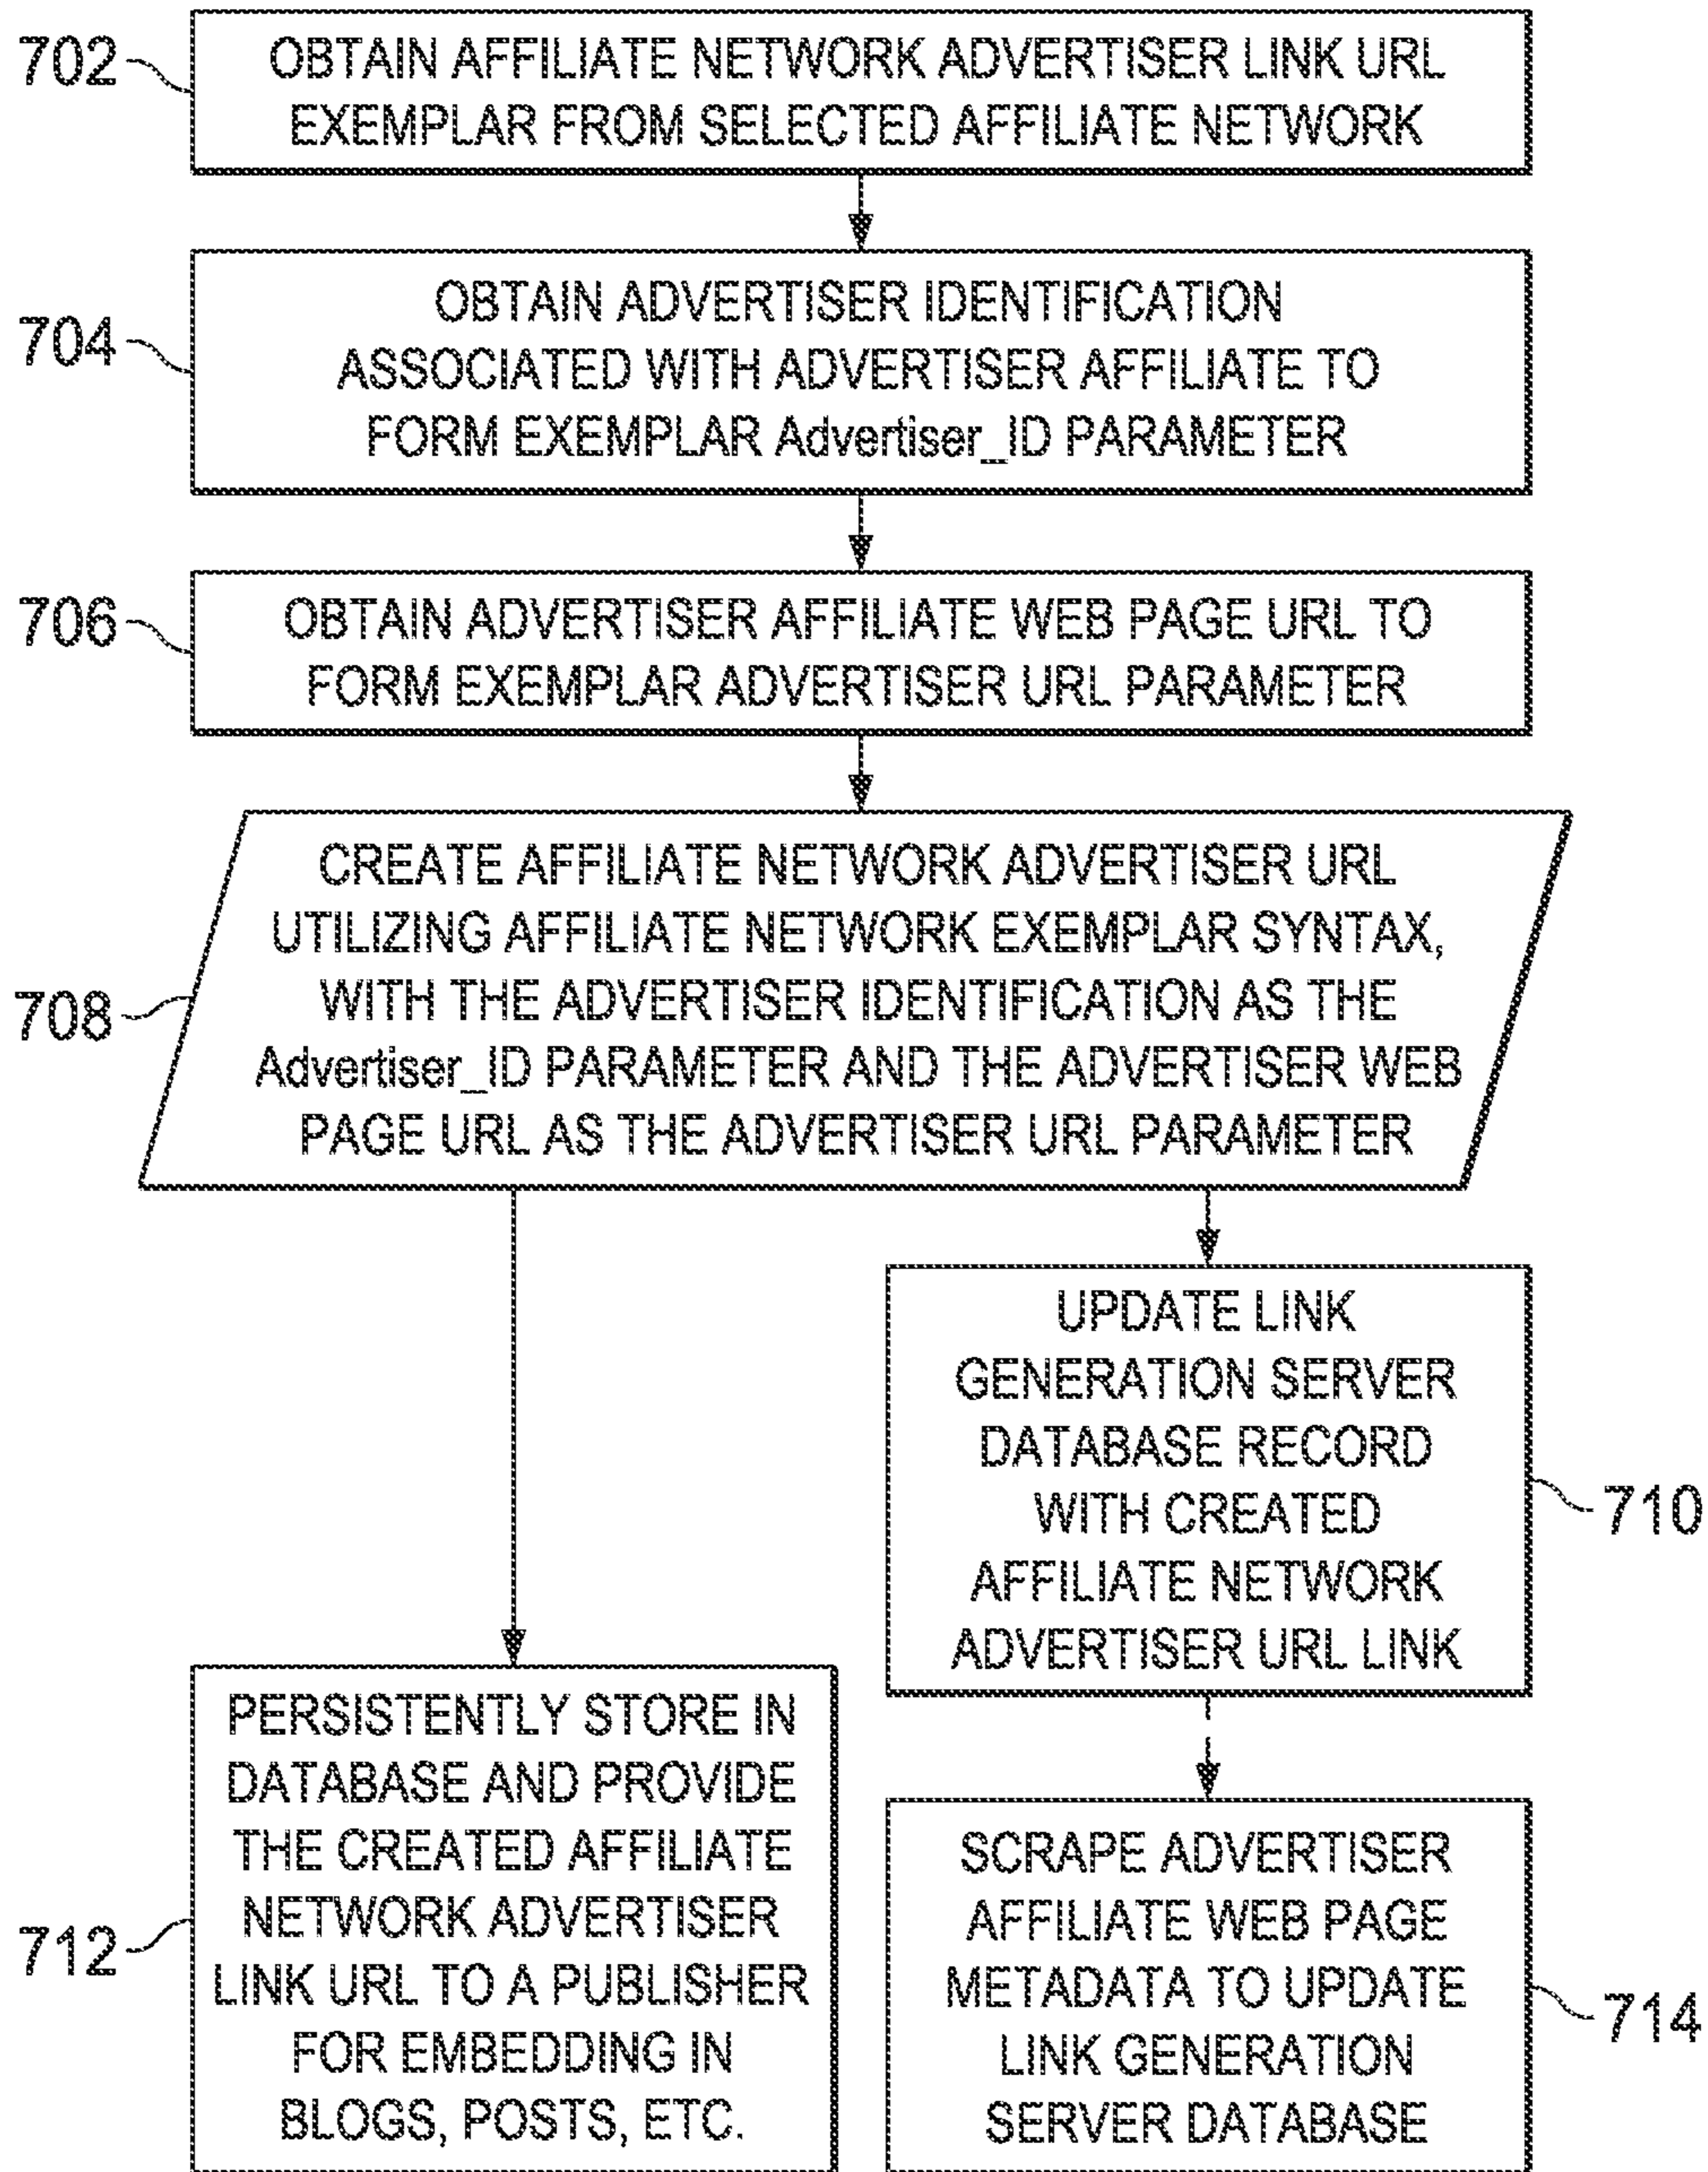 702
OBTAIN AFFILIATE NETWORK ADVERTISER LINK URL
EXEMPLAR FROM SELECTED AFFILIATE NETWORK
704
OBTAIN ADVERTISER IDENTIFICATION
ASSOCIATED WITH ADVERTISER AFFILIATE TO
FORM EXEMPLAR Advertiser_ID PARAMETER
706
OBTAIN ADVERTISER AFFILIATE WEB PAGE URL TO
FORM EXEMPLAR ADVERTISER URL PARAMETER
708
CREATE AFFILIATE NETWORK ADVERTISER URL
UTILIZING AFFILIATE NETWORK EXEMPLAR SYNTAX,
WITH THE ADVERTISER IDENTIFICATION AS THE
Advertiser_ID PARAMETER AND THE ADVERTISER WEB
PAGE URL AS THE ADVERTISER URL PARAMETER
UPDATE LINK
GENERATION SERVER
DATABASE RECORD
WITH CREATED
AFFILIATE NETWORK
ADVERTISER URL LINK
710
712
PERSISTENTLY STORE IN
DATABASE AND PROVIDE
THE CREATED AFFILIATE
NETWORK ADVERTISER
LINK URL TO A PUBLISHER
FOR EMBEDDING IN
BLOGS, POSTS, ETC.
SCRAPE ADVERTISER
AFFILIATE WEB PAGE
METADATA TO UPDATE
LINK GENERATION
SERVER DATABASE
714